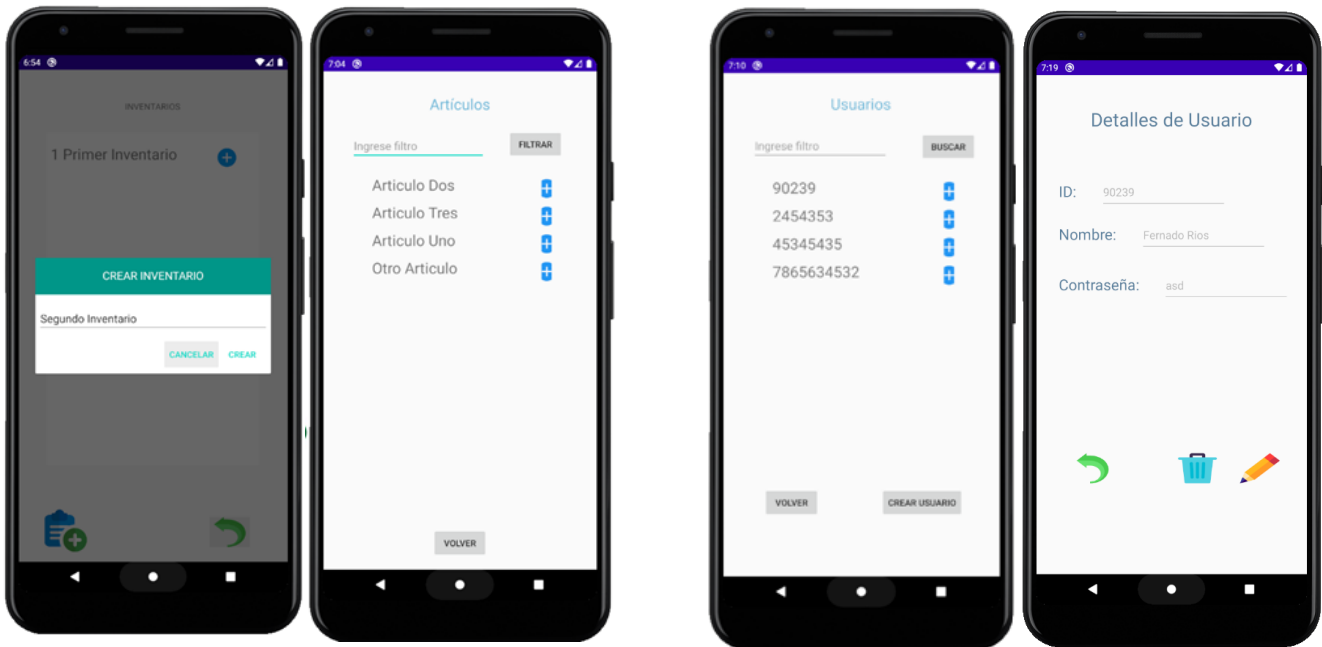 6:54
INVENTARIOS
1 Primer Inventario
CREAR INVENTARIO
Segundo Inventario
CANCELAR CREAR
7:04
Artículos
Ingrese filtro FILTRAR
Articulo Dos
Articulo Tres
Articulo Uno
Otro Articulo
VOLVER
7:10
Usuarios
Ingrese filtro BUSCAR
90239
2454353
45345435
7865634532
VOLVER CREAR USUARIO
7:19
Detalles de Usuario
ID: 90239
Nombre: Fernado Rios
Contraseña: asd